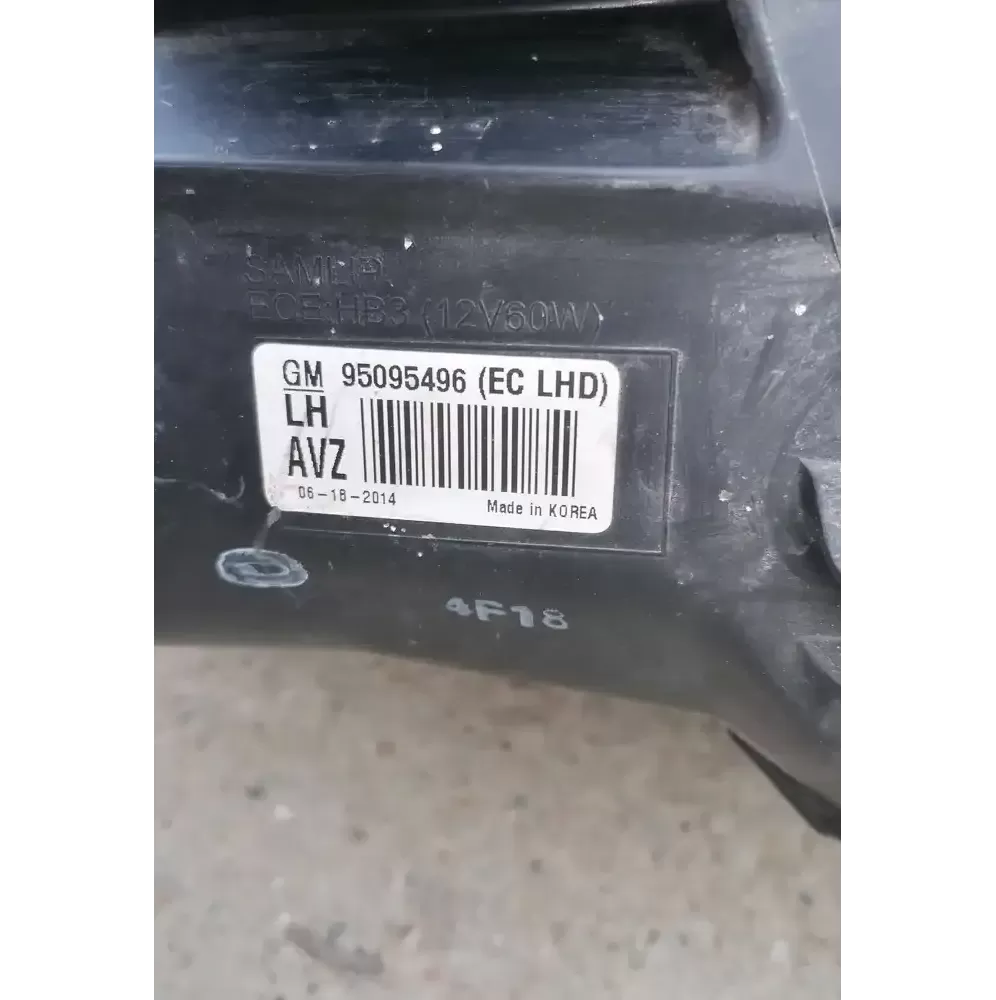 SAMLIP.
ECE:HB3 (12V60W)
GM 95095496 (EC LHD)
LH
AVZ
06-18-2014 Made in KOREA
4F18